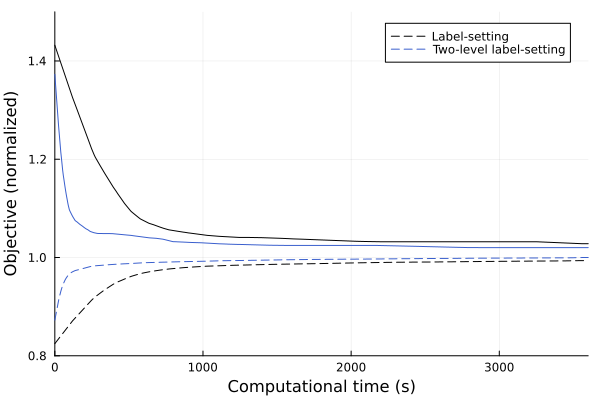 Objective (normalized)
1.4
1.2
1.0
0.8
Label-setting
Two-level label-setting
0
1000
2000
3000
Computational time (s)